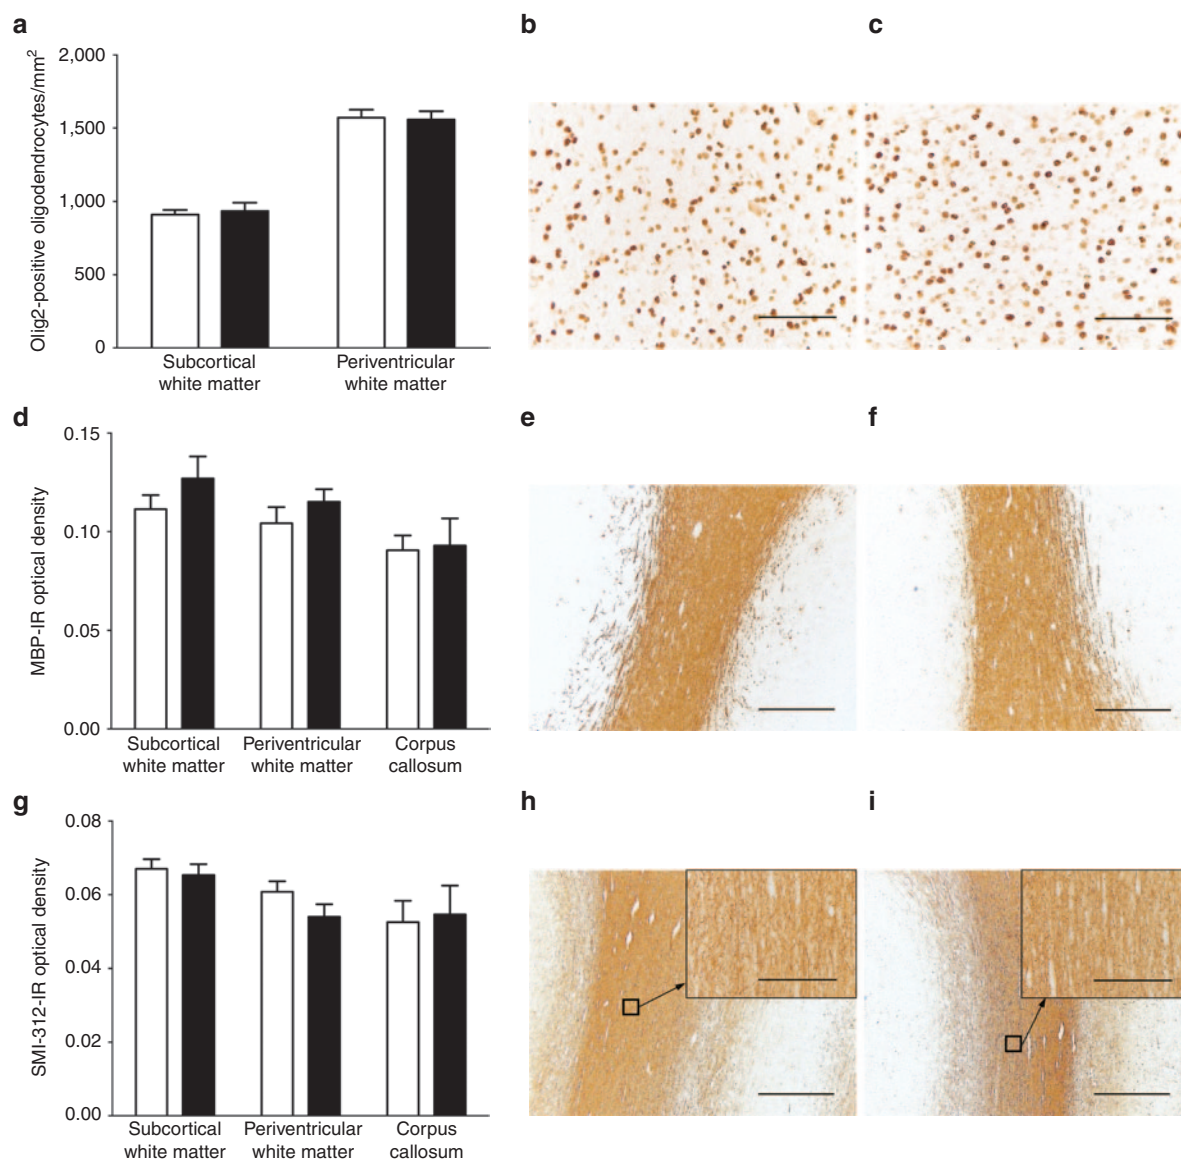 a
b
c
Olig2-positive oligodendrocytes/mm²
2,000
1,500
1,000
500
0
Subcortical white matter
Periventricular white matter
d
e
f
MBP-IR optical density
0.15
0.10
0.05
0.00
Subcortical white matter
Periventricular white matter
Corpus callosum
g
h
i
SMI-312-IR optical density
0.08
0.06
0.04
0.02
0.00
Subcortical white matter
Periventricular white matter
Corpus callosum